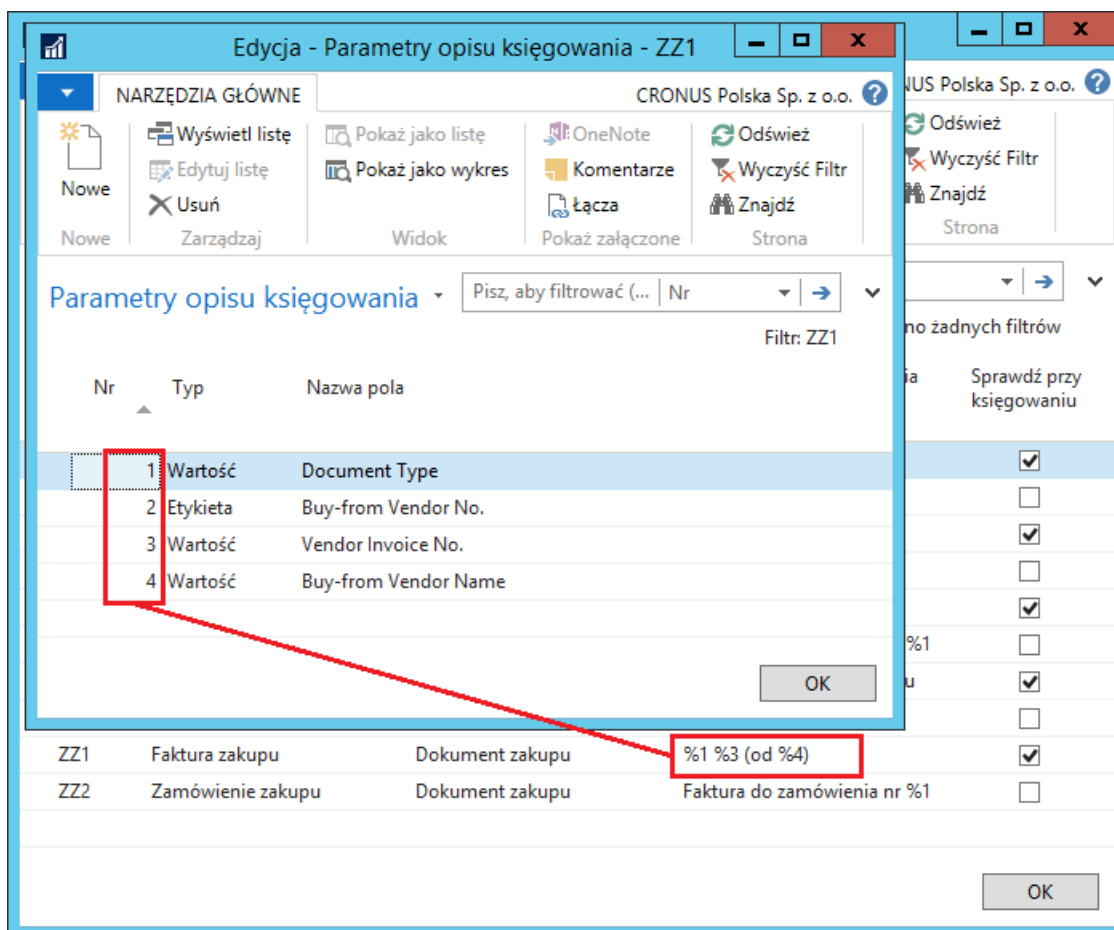 Edycja - Parametry opisu księgowania - ZZ1
NARZĘDZIA GŁÓWNE
CRONUS Polska Sp. z o.o.
Nowe
Wyświetl listę
Edytuj listę
Usuń
Pokaż jako listę
Pokaż jako wykres
OneNote
Komentarze
Łącza
Odśwież
Wyczyść Filtr
Znajdź
Nowe
Zarządzaj
Widok
Pokaż załączone
Strona
NUS Polska Sp. z o.o.
Odśwież
Wyczyść Filtr
Znajdź
Strona
Parametry opisu księgowania
Pisz, aby filtrować (... | Nr
Filtr: ZZ1
no żadnych filtrów
Nr Typ Nazwa pola
ia
Sprawdź przy
księgowaniu
1 Wartość Document Type
2 Etykieta Buy-from Vendor No.
3 Wartość Vendor Invoice No.
4 Wartość Buy-from Vendor Name
%1
u
OK
ZZ1 Faktura zakupu Dokument zakupu %1 %3 (od %4)
ZZ2 Zamówienie zakupu Dokument zakupu Faktura do zamówienia nr %1
OK